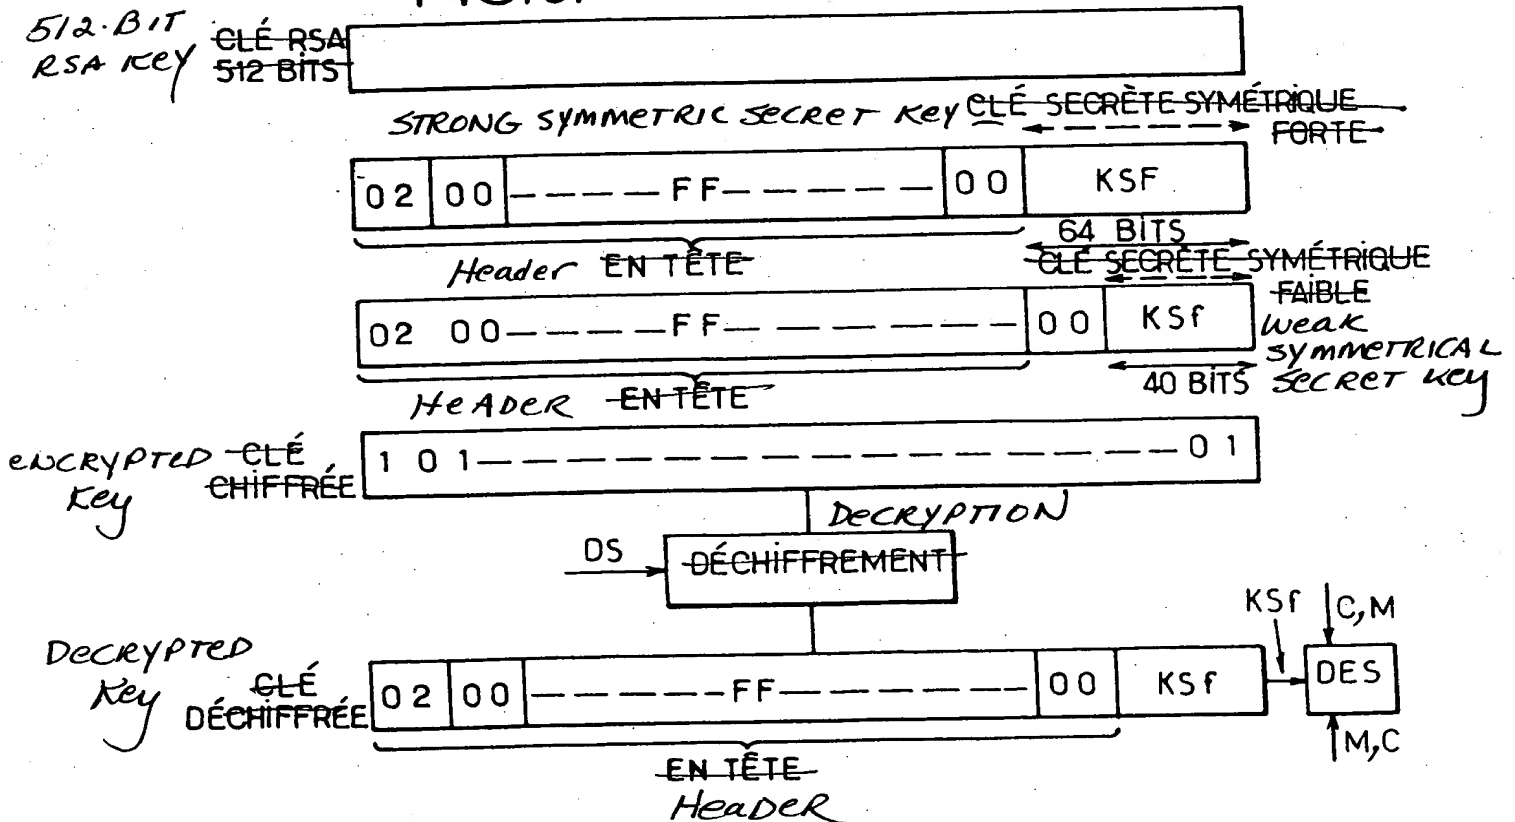 512-BIT
RSA Key
CLÉ RSA
512 BITS
STRONG SYMMETRIC SECRET Key CLÉ SECRÈTE SYMÉTRIQUE
FORTE
02 00 ----FF------ 00 KSF
64 BITS
Header EN TÊTE
CLÉ SECRÈTE SYMÉTRIQUE
FAIBLE
02 00----FF-------- 00 KSf
Weak
SYMMETRICAL
SECRET Key
40 BITS
HEADER EN TÊTE
ENCRYPTED CLÉ
Key CHIFFRÉE
1 0 1-----------------01
DECRYPTION
DS
DÉCHIFFREMENT
KSf
C,M
DECRYPTED
Key
CLÉ
DÉCHIFFRÉE
02 00 ------FF------- 00 KSf
DES
M,C
EN TÊTE
HEADER